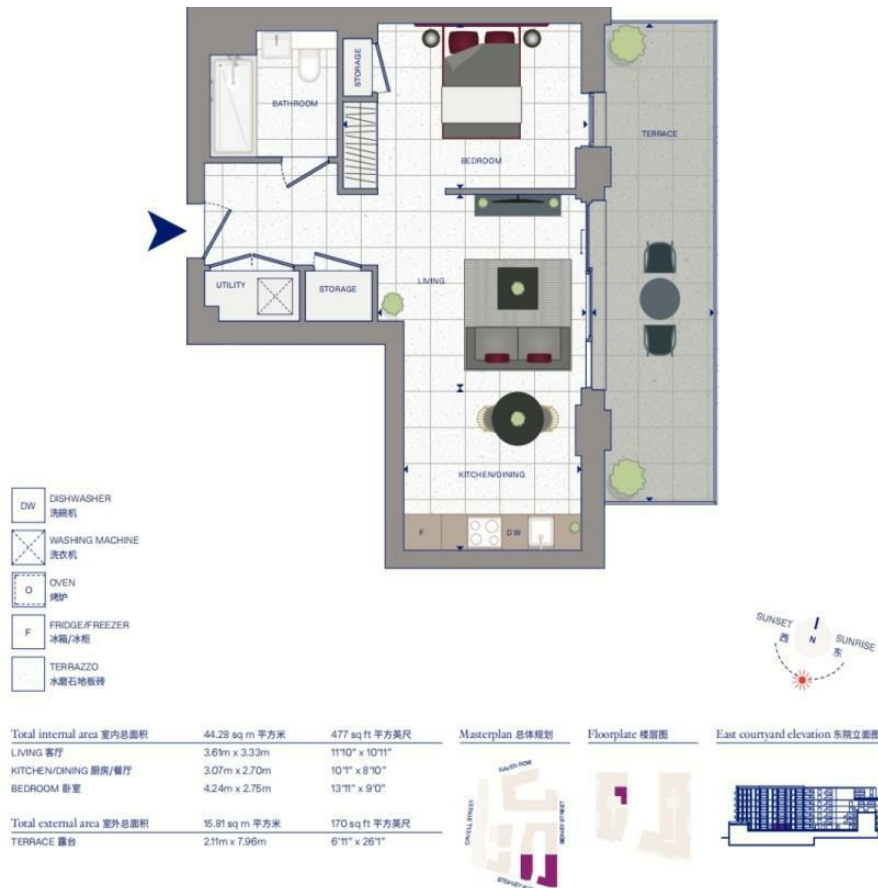 STORAGE
BATHROOM
TERRACE
BEDROOM
UTILITY
STORAGE
LIVING
KITCHEN/DINING
F
DW
DW
DISHWASHER
洗碗机
WASHING MACHINE
洗衣机
O
OVEN
烤炉
F
FRIDGE/FREEZER
冰箱/冰柜
TERRAZZO
水磨石地板砖
SUNSET
西
N
SUNRISE
东
Total internal area 室内总面积 44.28 sq m 平方米 477 sq ft 平方英尺
LIVING 客厅 3.61m x 3.33m 11'10" x 10'11"
KITCHEN/DINING 厨房/餐厅 3.07m x 2.70m 10'1" x 8'10"
BEDROOM 卧室 4.24m x 2.75m 13'11" x 9'0"
Total external area 室外总面积 15.81 sq m 平方米 170 sq ft 平方英尺
TERRACE 露台 2.11m x 7.96m 6'11" x 26'1"
Masterplan 总体规划
RAVEN ROW
CAVELL STREET
SIDNEY STREET
Floorplate 楼层图
East courtyard elevation 东院立面图